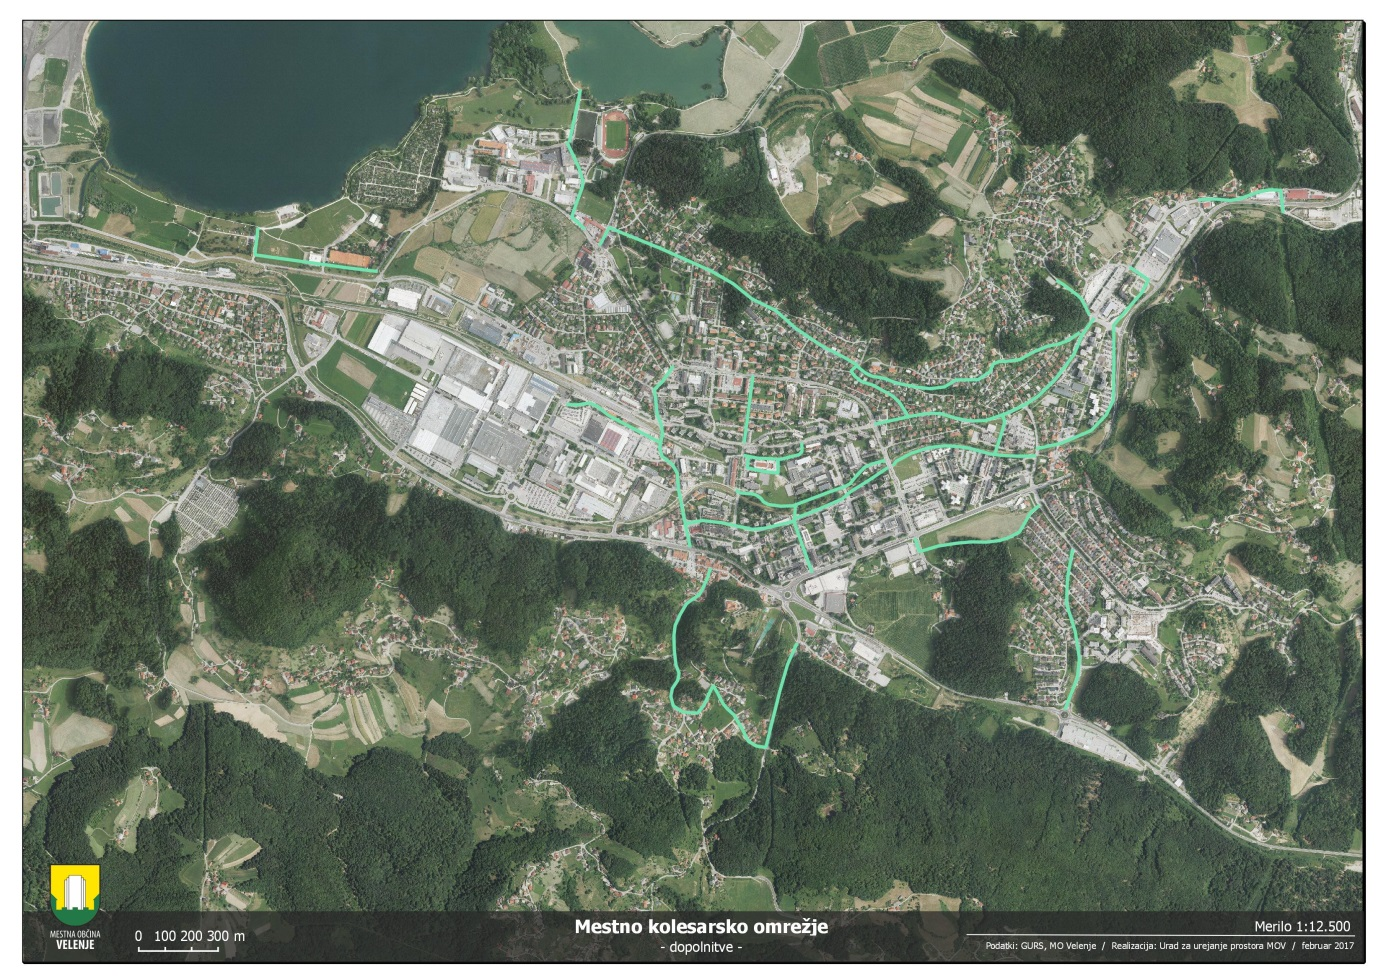 MESTNA OBČINA
VELENJE
0 100 200 300 m
Mestno kolesarsko omrežje
- dopolnitve -
Merilo 1:12.500
Podatki: GURS, MO Velenje / Realizacija: Urad za urejanje prostora MOV / februar 2017